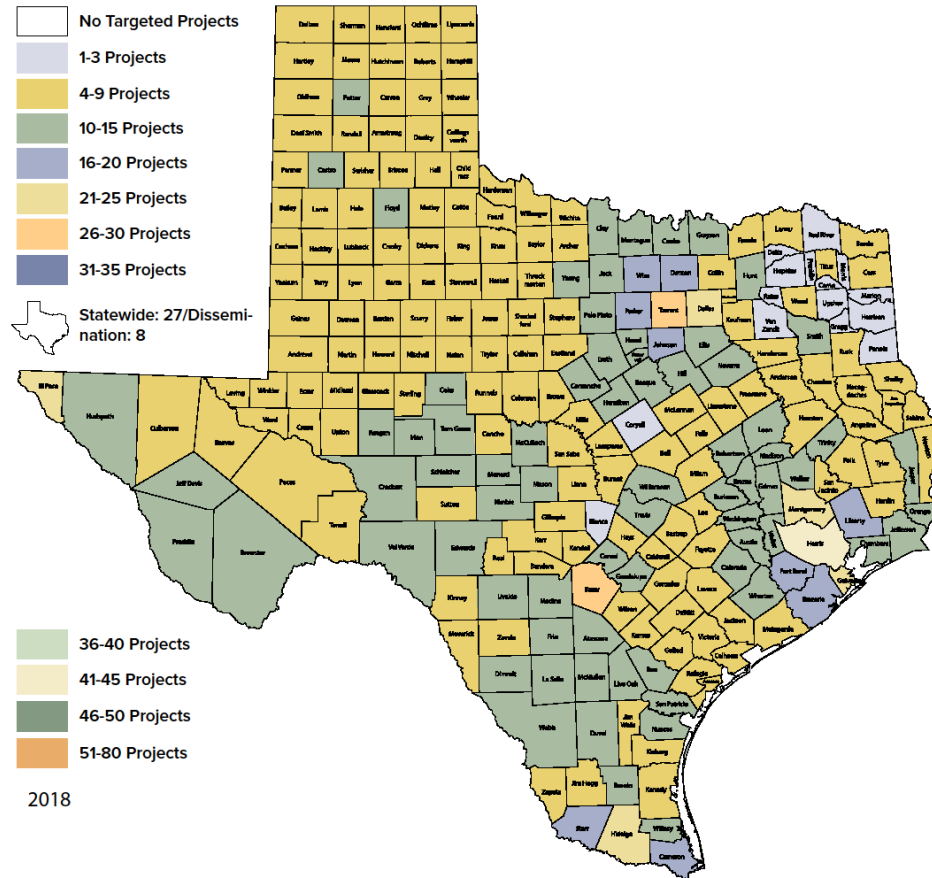 No Targeted Projects
1-3 Projects
4-9 Projects
10-15 Projects
16-20 Projects
21-25 Projects
26-30 Projects
31-35 Projects
Statewide: 27/Dissemi-
nation: 8
36-40 Projects
41-45 Projects
46-50 Projects
51-80 Projects
2018
Dallam Sherman Hansford Ochiltree Lipscomb
Hartley Moore Hutchinson Roberts Hemphill
Oldham Potter Carson Gray Wheeler
Deaf Smith Randall Armstrong Donley Collings
worth
Parmer Castro Swisher Briscoe Hall Child
ress
Bailey Lamb Hale Floyd Motley Cottle Hardeman
Foard Wilbarger Wichita
Cochran Hockley Lubbock Crosby Dickens King Knox Baylor Archer Clay Montague Cooke Grayson Fannin Lamar Red River Bowie
Yoakum Terry Lynn Garza Kent Stonewall Haskell Throck
morton Young Jack Wise Denton Collin Hunt Delta Hopkins Titus Morris Cass
Gaines Dawson Borden Scurry Fisher Jones Shackel
ford Stephens Palo Pinto Parker Tarrant Dallas Kaufman Rains Wood Camp Upshur Marion Harrison
Andrews Martin Howard Mitchell Nolan Taylor Callahan Eastland Hood Johnson Ellis Van
Zandt Smith Gregg Rusk Panola
El Paso Hudspeth Culberson Reeves Loving Winkler Ector Midland Glasscock Sterling Coke Runnels Coleman Brown Comanche Erath Bosque Hill Navarro Henderson Anderson Cherokee Nacog-
doches Shelby
Ward Crane Upton Reagan Irion Tom Green Concho McCulloch San Saba Mills Hamilton Coryell McLennan Limestone Freestone Leon Houston Angelina Sabine
Jeff Davis Pecos Crockett Schleicher Menard Mason Llano Lampasas Burnet Bell Falls Milam Robertson Madison Trinity Polk Tyler
Presidio Brewster Terrell Val Verde Sutton Kimble Gillespie Blanco Williamson Travis Lee Burleson Brazos Grimes Walker San
Jacinto Hardin Orange
Edwards Real Kerr Kendall Bandera Comal Hays Bastrop Washington Montgomery Liberty Jefferson
Kinney Uvalde Medina Bexar Guadalupe Caldwell Fayette Austin Harris Chambers
Maverick Zavala Frio Atascosa Wilson Gonzales Lavaca Colorado Wharton Fort Bend Brazoria Galveston
Dimmit La Salle McMullen Live Oak Karnes DeWitt Goliad Victoria Jackson Matagorda
Bee Refugio Calhoun
Webb Duval Jim
Wells San Patricio Nueces
Kleberg
Zapata Jim Hogg Brooks Kenedy
Starr Hidalgo Willacy Cameron